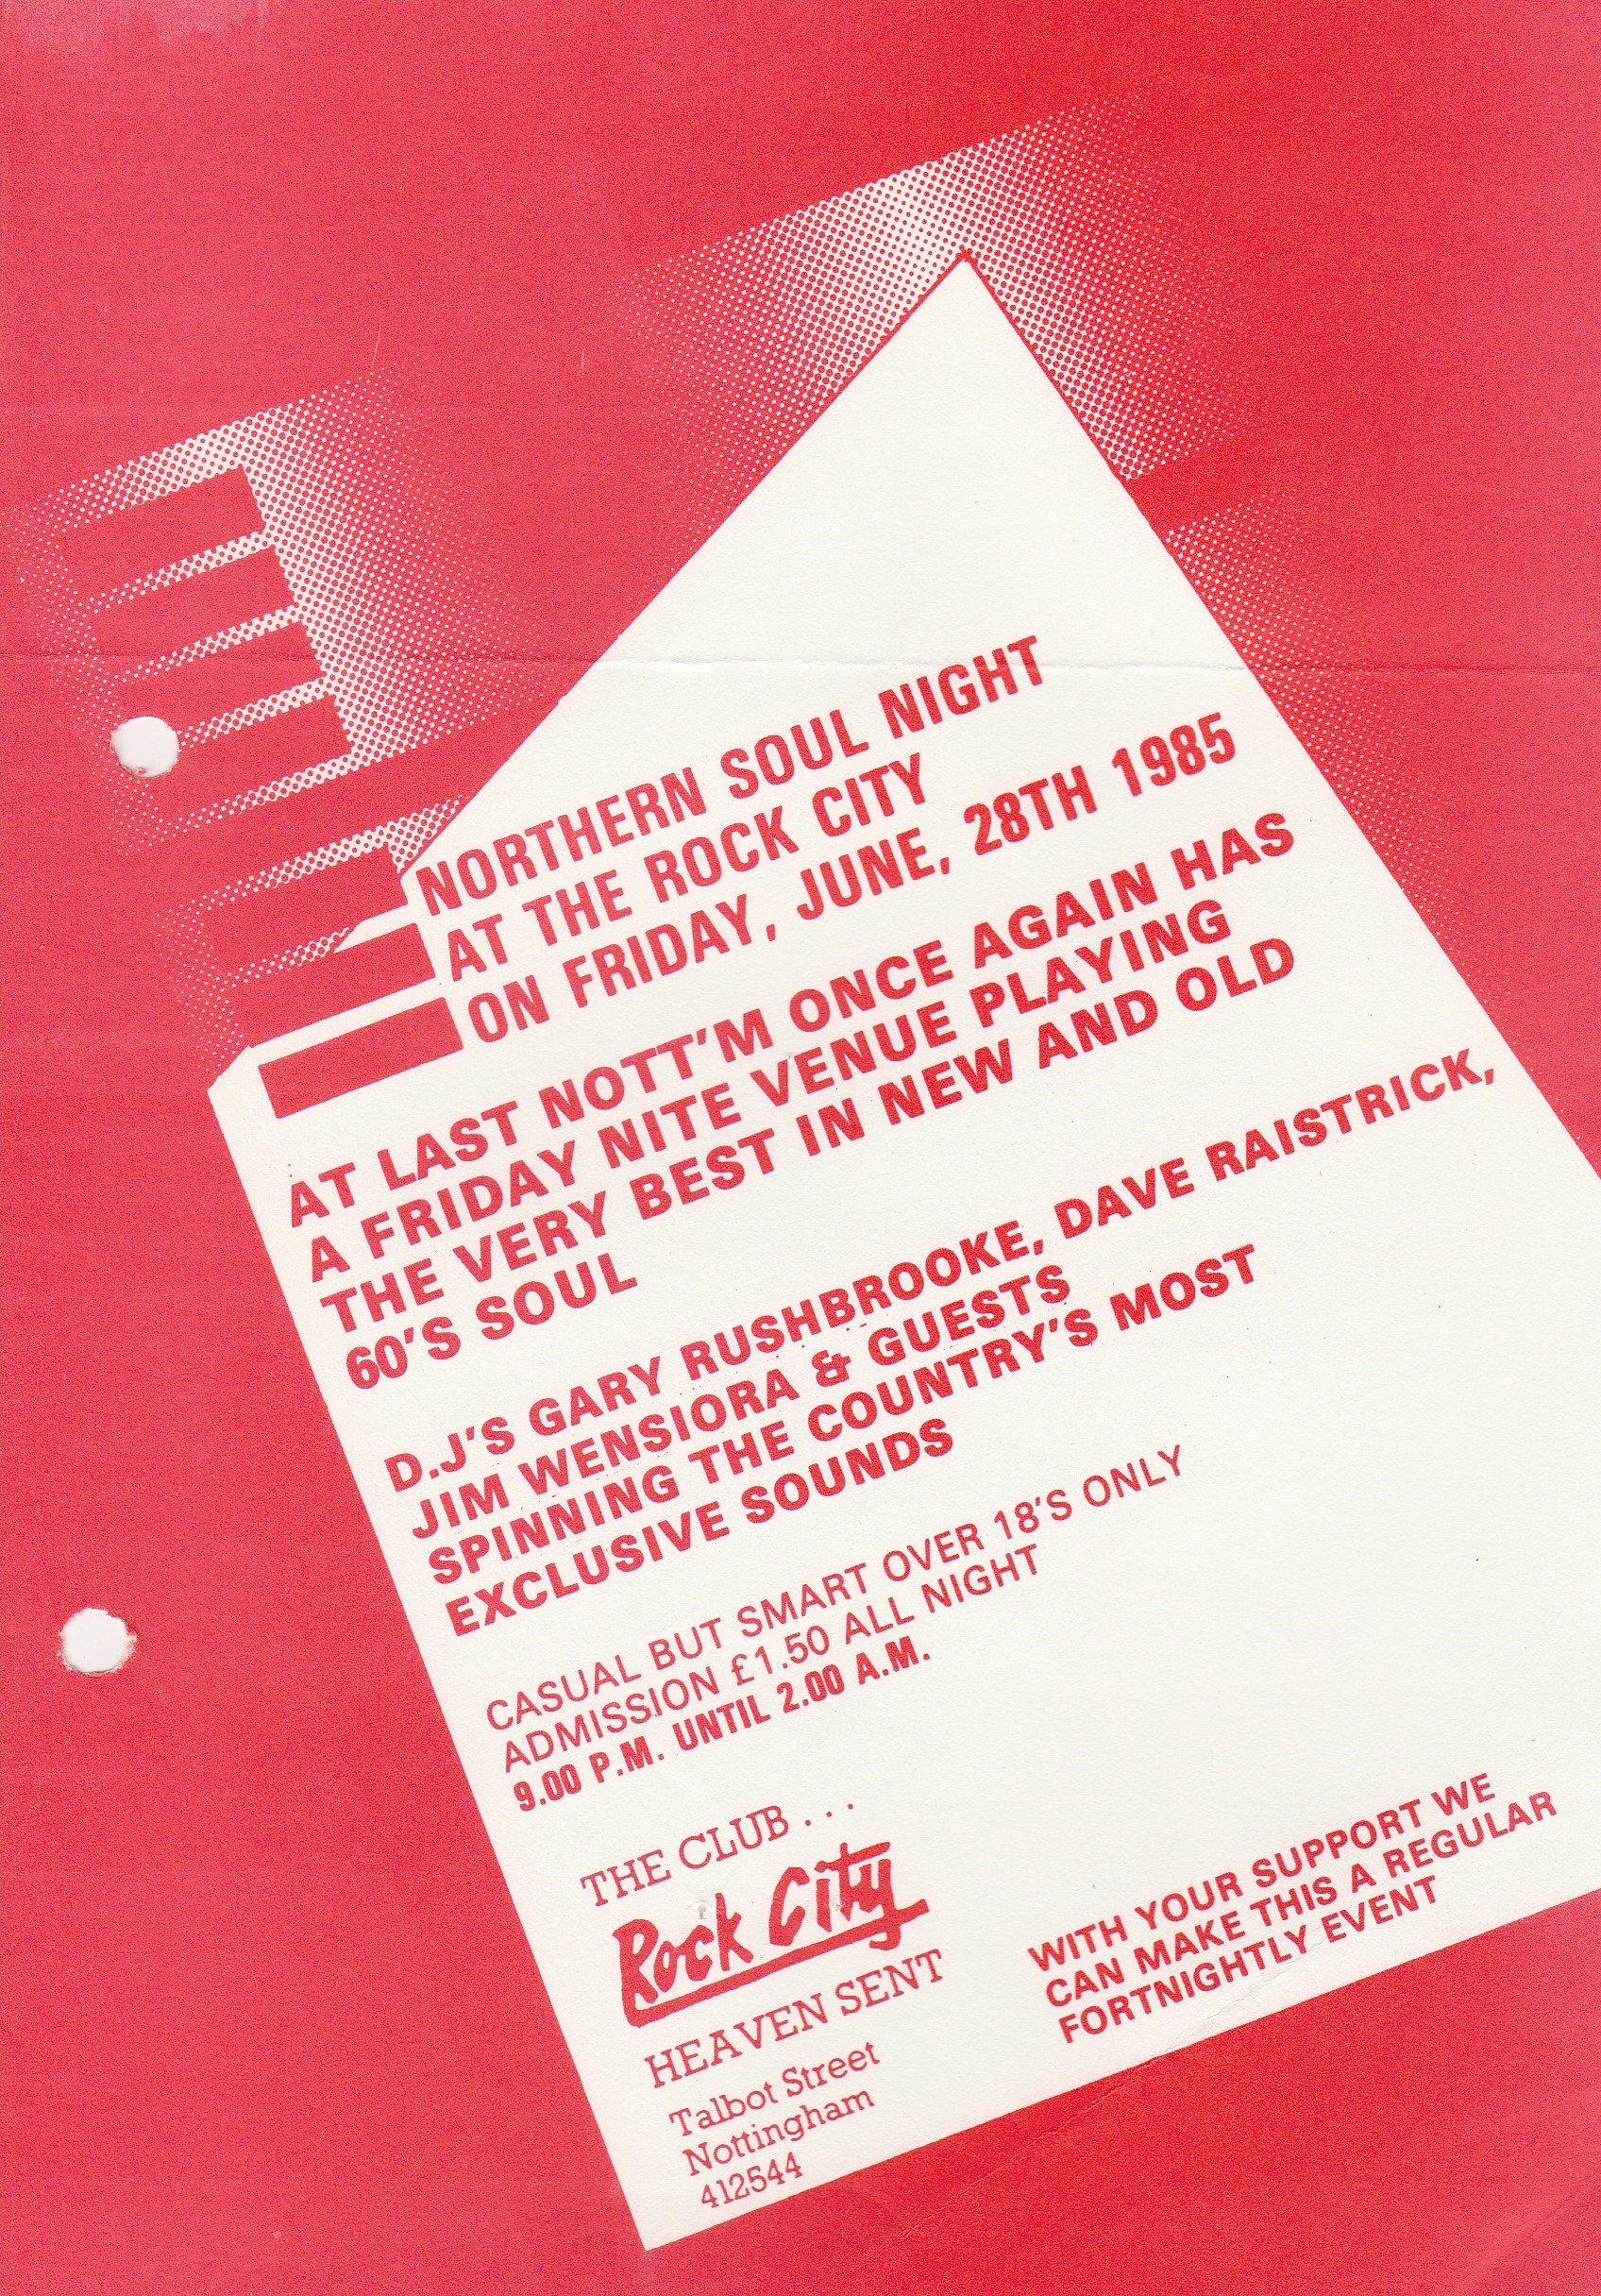 NORTHERN SOUL NIGHT
AT THE ROCK CITY
ON FRIDAY, JUNE, 28TH 1985
AT LAST NOTT'M ONCE AGAIN HAS
A FRIDAY NITE VENUE PLAYING
THE VERY BEST IN NEW AND OLD
60'S SOUL
D.J'S GARY RUSHBROOKE, DAVE RAISTRICK,
JIM WENSIORA & GUESTS
SPINNING THE COUNTRY'S MOST
EXCLUSIVE SOUNDS
CASUAL BUT SMART OVER 18'S ONLY
ADMISSION £1.50 ALL NIGHT
9.00 P.M. UNTIL 2.00 A.M.
THE CLUB . . .
Rock City
HEAVEN SENT
Talbot Street
Nottingham
412544
WITH YOUR SUPPORT WE
CAN MAKE THIS A REGULAR
FORTNIGHTLY EVENT